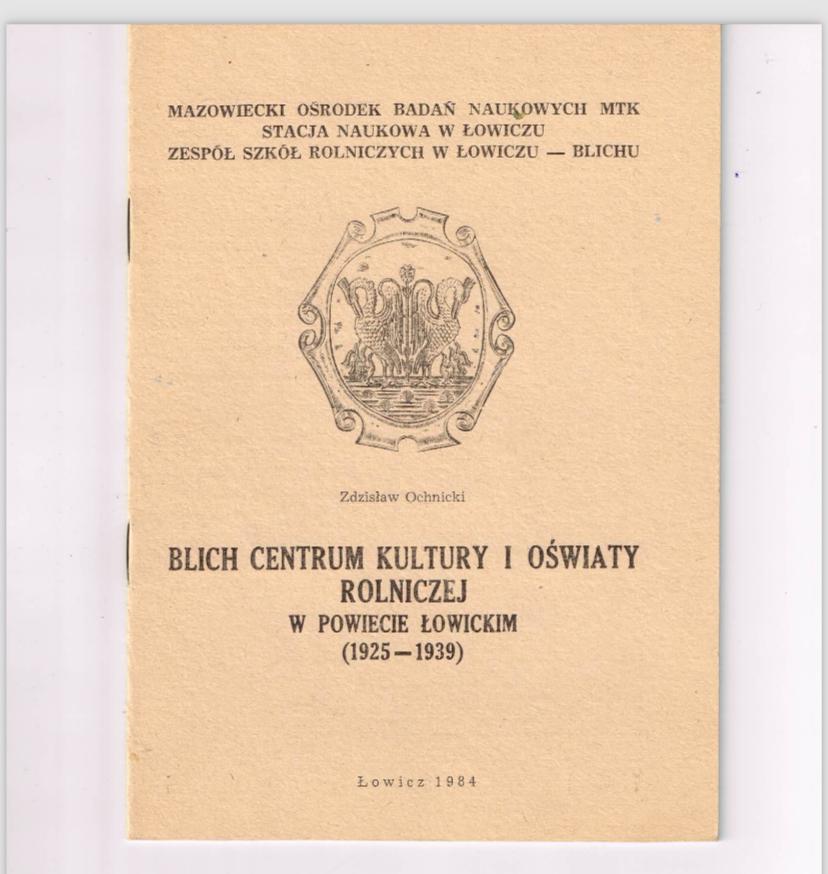 MAZOWIECKI OŚRODEK BADAŃ NAUKOWYCH MTK
STACJA NAUKOWA W ŁOWICZU
ZESPÓŁ SZKÓŁ ROLNICZYCH W ŁOWICZU — BLICHU
Zdzisław Ochnicki
BLICH CENTRUM KULTURY I OŚWIATY
ROLNICZEJ
W POWIECIE ŁOWICKIM
(1925—1939)
Łowicz 1984